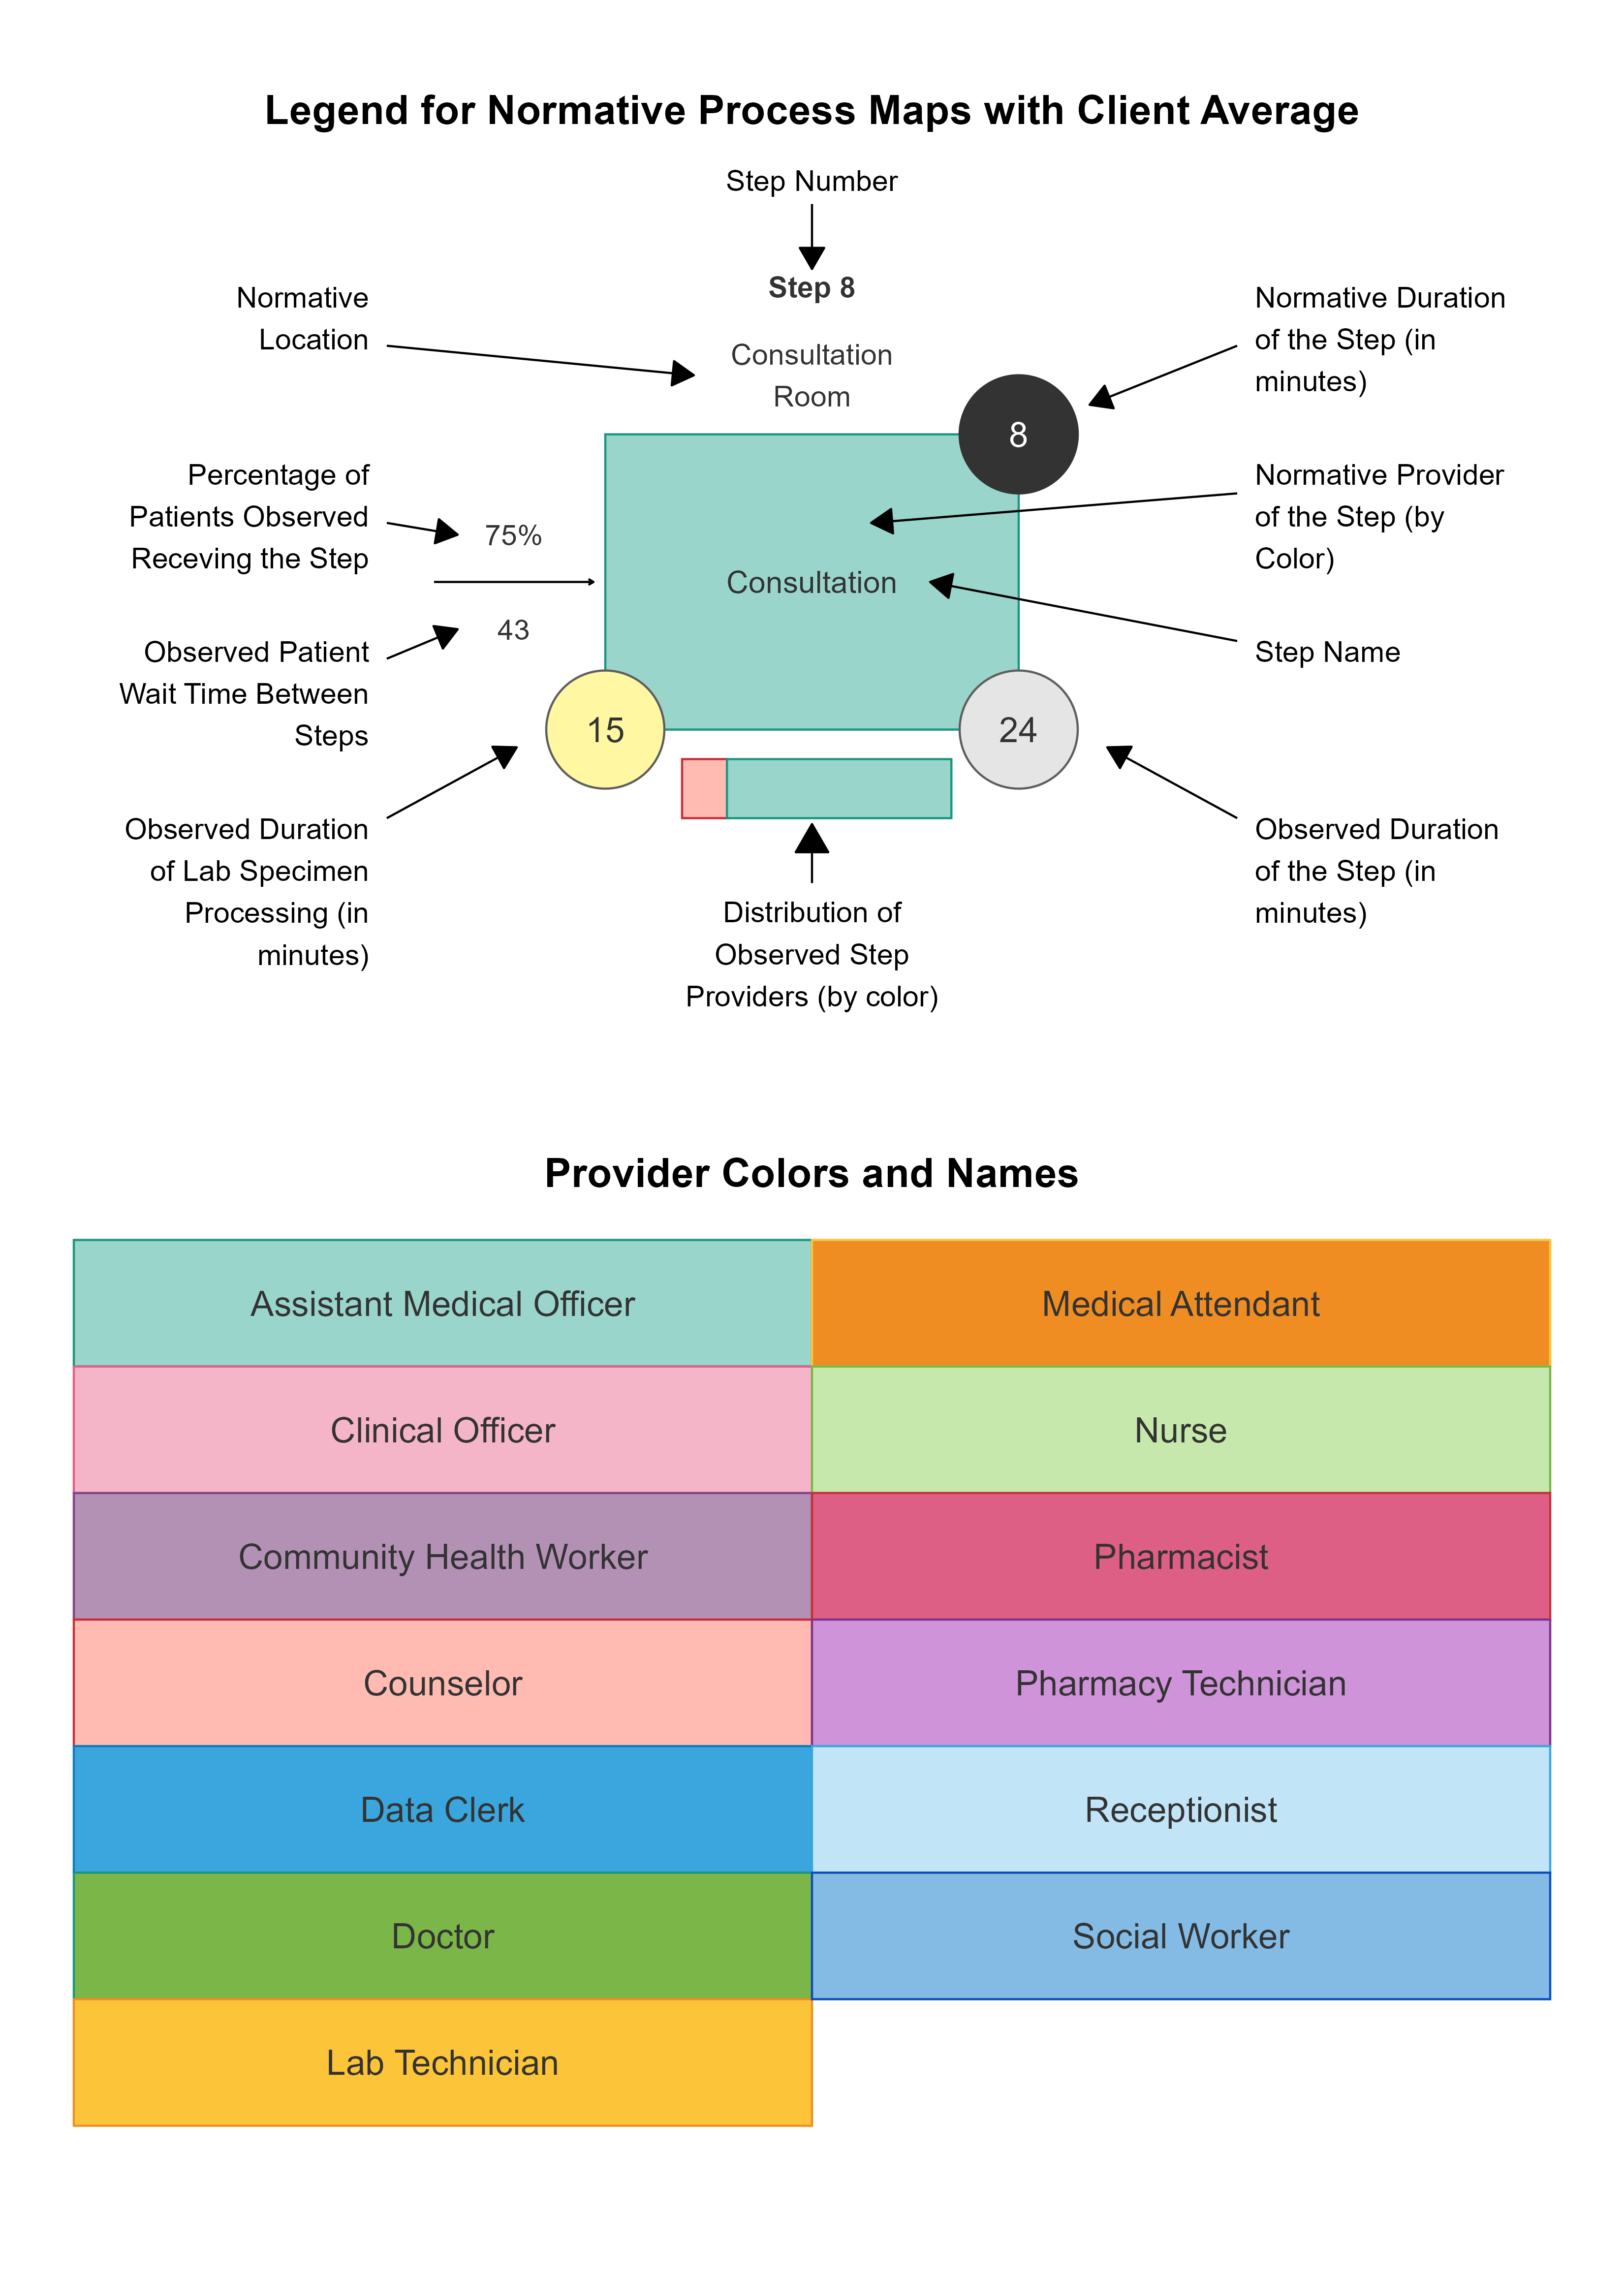 Legend for Normative Process Maps with Client Average
Step Number
Step 8
Normative
Location
Consultation
Room
Normative Duration
of the Step (in
minutes)
8
Percentage of
Patients Observed
Receving the Step
75%
Normative Provider
of the Step (by
Color)
Consultation
43
Observed Patient
Wait Time Between
Steps
Step Name
15
24
Observed Duration
of Lab Specimen
Processing (in
minutes)
Observed Duration
of the Step (in
minutes)
Distribution of
Observed Step
Providers (by color)
Provider Colors and Names
Assistant Medical Officer
Medical Attendant
Clinical Officer
Nurse
Community Health Worker
Pharmacist
Counselor
Pharmacy Technician
Data Clerk
Receptionist
Doctor
Social Worker
Lab Technician